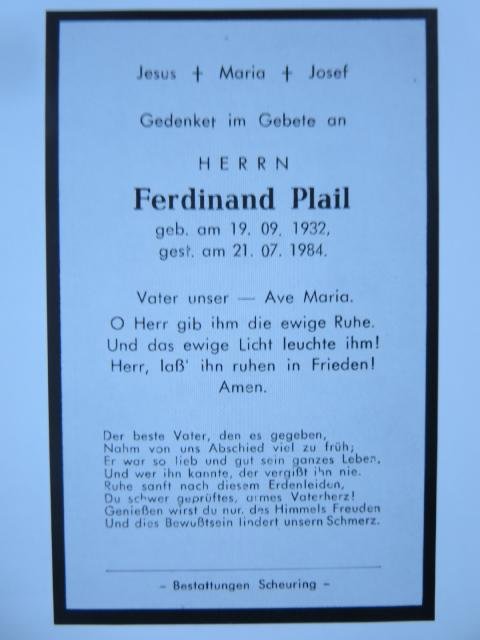 Jesus + Maria + Josef
Gedenket im Gebete an
HERRN
Ferdinand Plail
geb. am 19. 09. 1932,
gest. am 21. 07. 1984.
Vater unser — Ave Maria.
O Herr gib ihm die ewige Ruhe.
Und das ewige Licht leuchte ihm!
Herr, laß' ihn ruhen in Frieden!
Amen.
Der beste Vater, den es gegeben,
Nahm von uns Abschied viel zu früh;
Er war so lieb und gut sein ganzes Leben,
Und wer ihn kannte, der vergißt ihn nie.
Ruhe sanft nach diesem Erdenleiden,
Du schwer geprüftes, armes Vaterherz!
Genießen wirst du nur, des Himmels Freuden
Und dies Bewußtsein lindert unsern Schmerz.
- Bestattungen Scheuring -